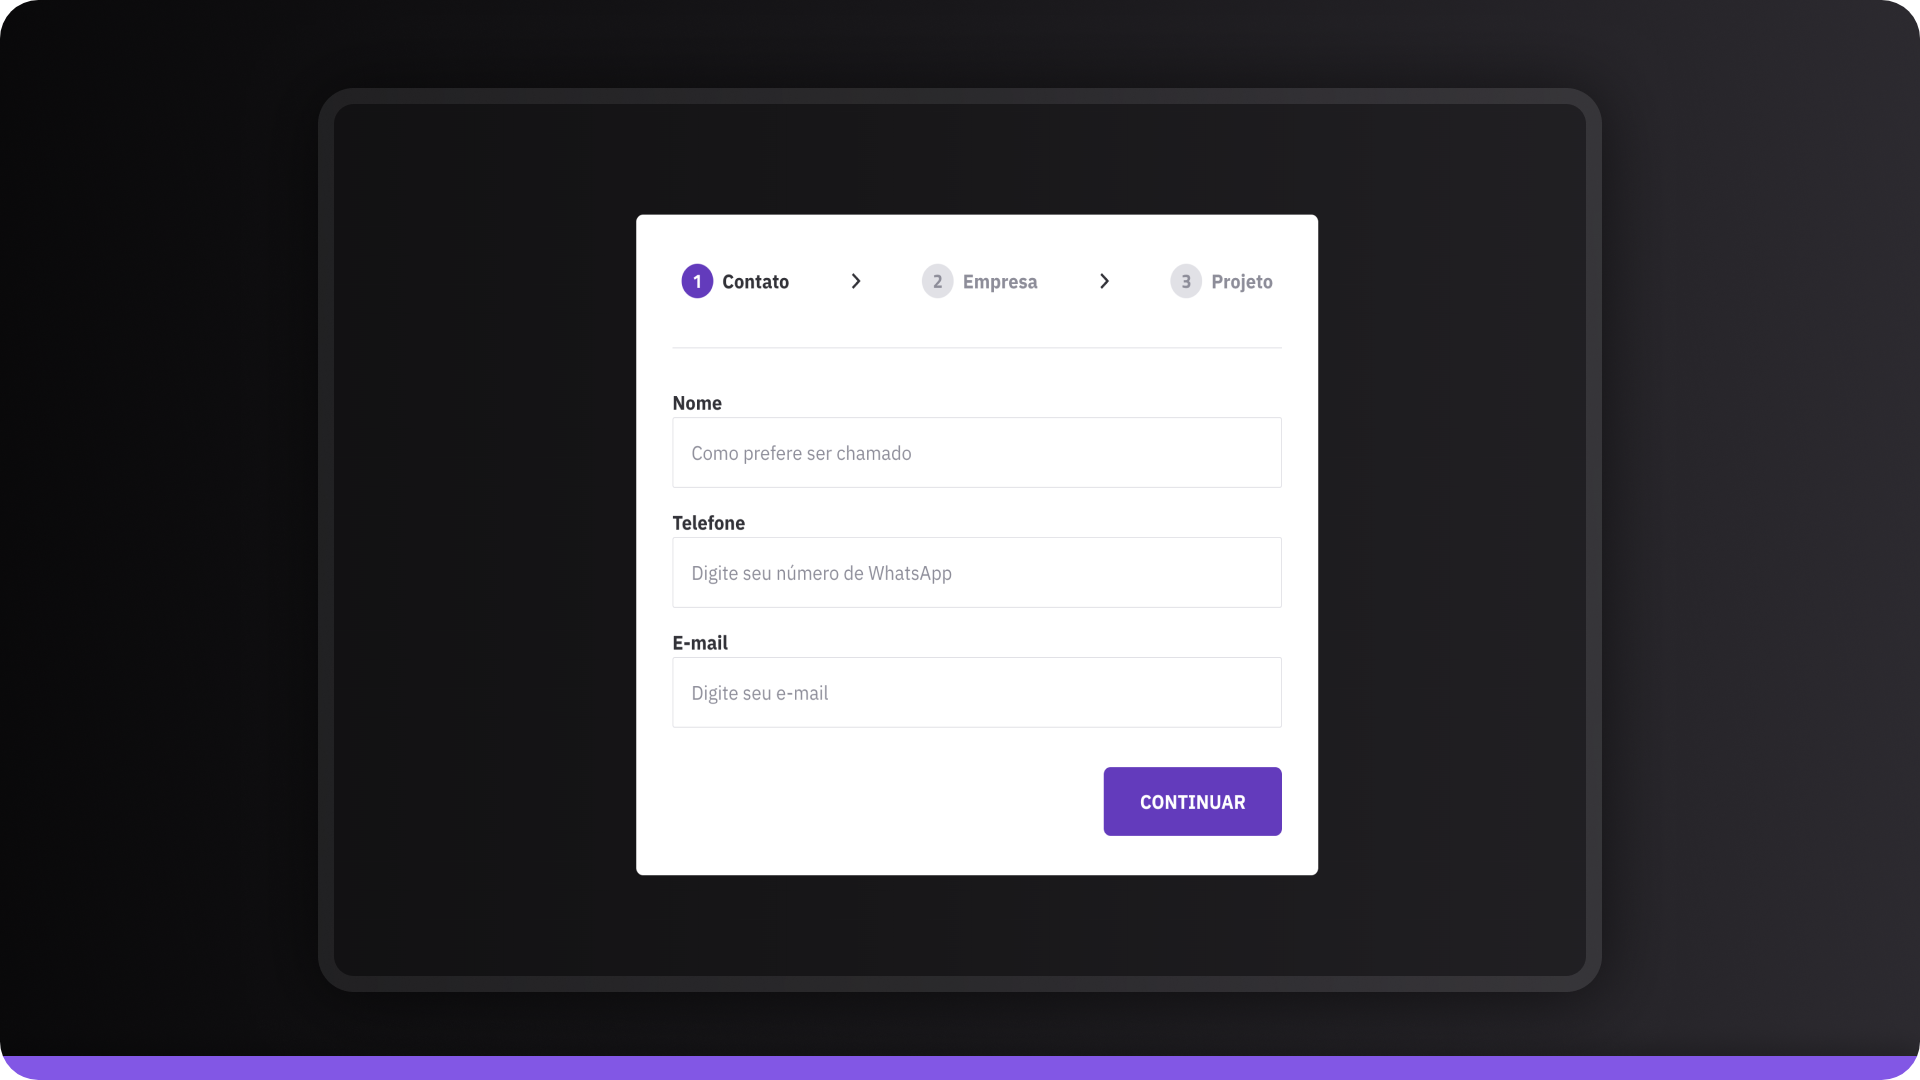 1 Contato > 2 Empresa > 3 Projeto
Nome
Como prefere ser chamado
Telefone
Digite seu número de WhatsApp
E-mail
Digite seu e-mail
CONTINUAR